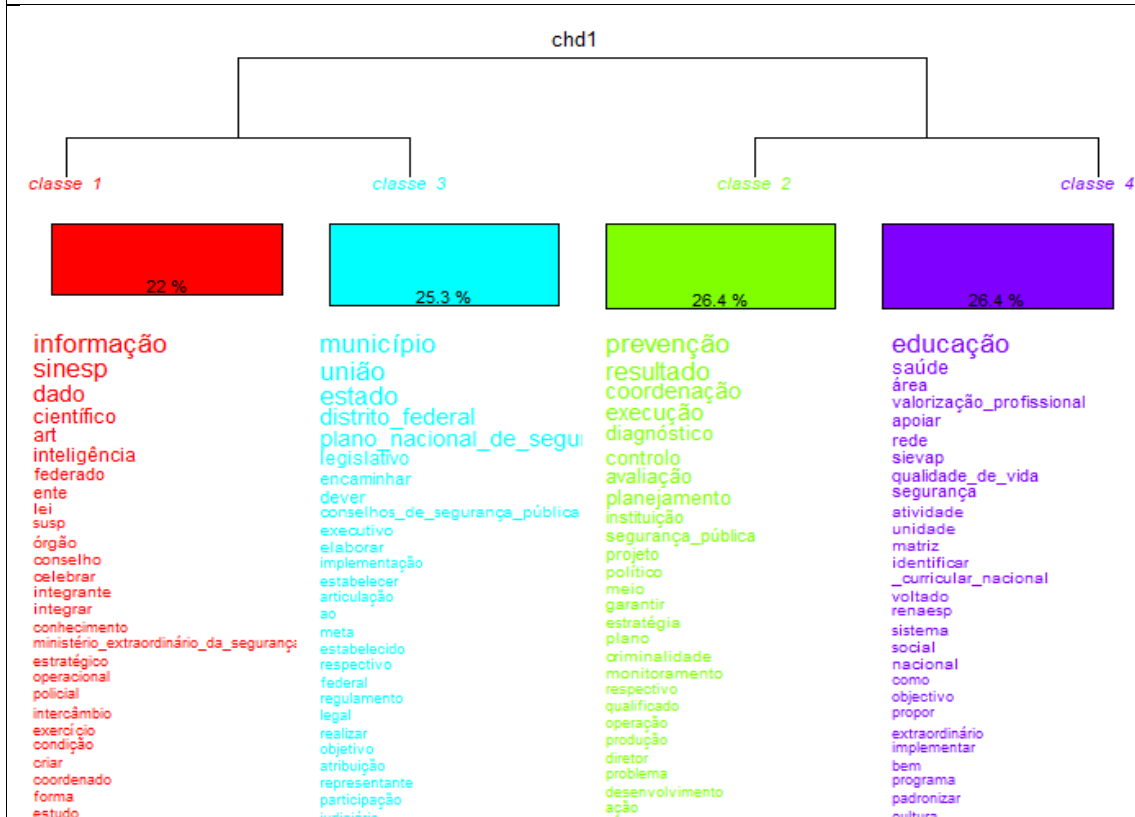 chd1
classe 1
classe 3
classe 2
classe 4
22 %
25.3 %
26.4 %
26.4 %
informação
sinesp
dado
científico
art
inteligência
federado
ente
lei
susp
órgão
conselho
celebrar
integrante
integrar
conhecimento
ministério_extraordinário_da_segurança
estratégico
operacional
policial
intercâmbio
exercício
condição
criar
coordenado
forma
estudo
município
união
estado
distrito_federal
plano_nacional_de_segu
legislativo
encaminhar
dever
conselhos_de_segurança_pública
executivo
elaborar
implementação
estabelecer
articulação
ao
meta
estabelecido
respectivo
federal
regulamento
legal
realizar
objetivo
atribuição
representante
participação
judiciário
prevenção
resultado
coordenação
execução
diagnóstico
controlo
avaliação
planejamento
instituição
segurança_pública
projeto
político
meio
garantir
estratégia
plano
criminalidade
monitoramento
respectivo
qualificado
operação
produção
diretor
problema
desenvolvimento
ação
educação
saúde
área
valorização_profissional
apoiar
rede
sievap
qualidade_de_vida
segurança
atividade
unidade
matriz
identificar
_curricular_nacional
voltado
renaesp
sistema
social
nacional
como
objectivo
propor
extraordinário
implementar
bem
programa
padronizar
cultura